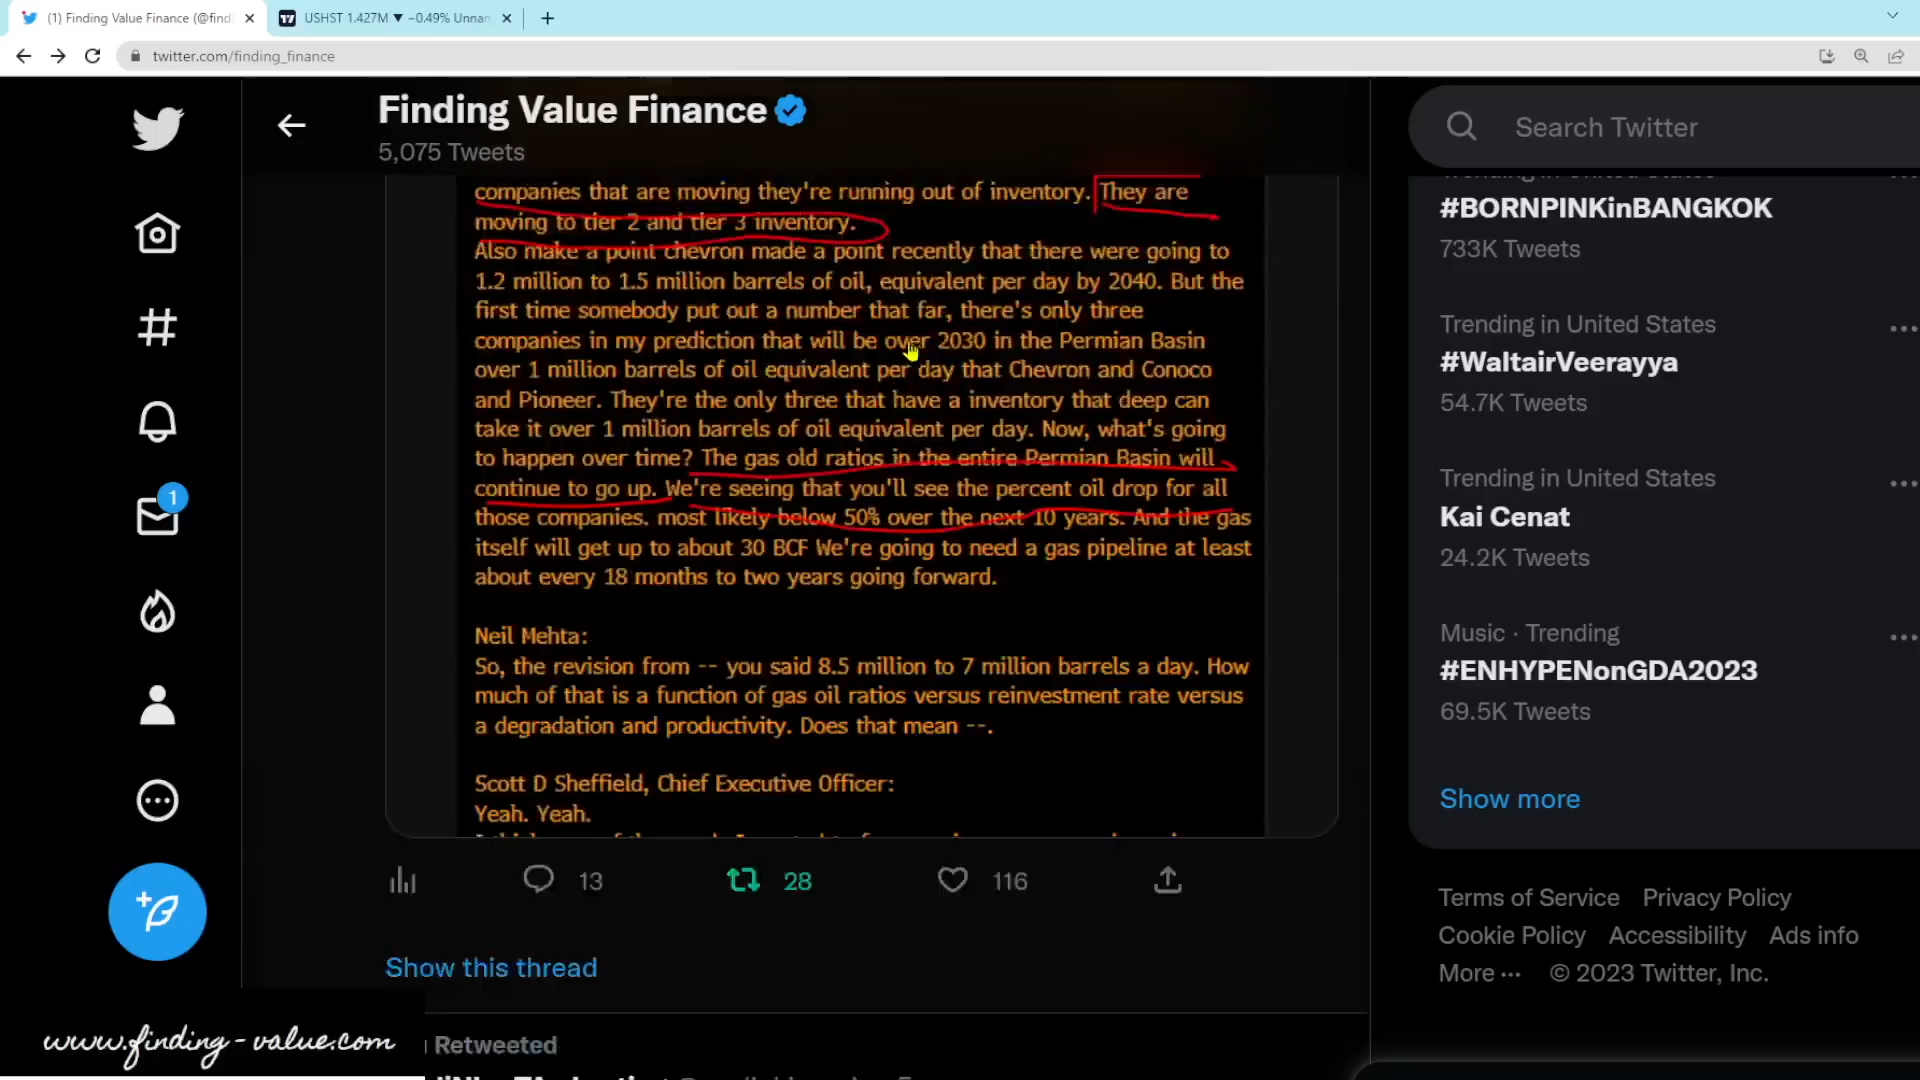 (1) Finding Value Finance (@find
USHST 1.427M ▼ −0.49% Unnan
twitter.com/finding_finance
Finding Value Finance
5,075 Tweets
Search Twitter
companies that are moving they're running out of inventory. They are
moving to tier 2 and tier 3 inventory.
Also make a point chevron made a point recently that there were going to
1.2 million to 1.5 million barrels of oil, equivalent per day by 2040. But the
first time somebody put out a number that far, there's only three
companies in my prediction that will be over 2030 in the Permian Basin
over 1 million barrels of oil equivalent per day that Chevron and Conoco
and Pioneer. They're the only three that have a inventory that deep can
take it over 1 million barrels of oil equivalent per day. Now, what's going
to happen over time? The gas old ratios in the entire Permian Basin will
continue to go up. We're seeing that you'll see the percent oil drop for all
those companies. most likely below 50% over the next 10 years. And the gas
itself will get up to about 30 BCF We're going to need a gas pipeline at least
about every 18 months to two years going forward.
Neil Mehta:
So, the revision from -- you said 8.5 million to 7 million barrels a day. How
much of that is a function of gas oil ratios versus reinvestment rate versus
a degradation and productivity. Does that mean --.
Scott D Sheffield, Chief Executive Officer:
Yeah. Yeah.
13
28
116
Show this thread
Retweeted
1
Trending in United States
#BORNPINKinBANGKOK
733K Tweets
Trending in United States
#WaltairVeerayya
54.7K Tweets
Trending in United States
Kai Cenat
24.2K Tweets
Music · Trending
#ENHYPENonGDA2023
69.5K Tweets
Show more
Terms of Service Privacy Policy
Cookie Policy Accessibility Ads info
More ··· © 2023 Twitter, Inc.
www.finding-value.com